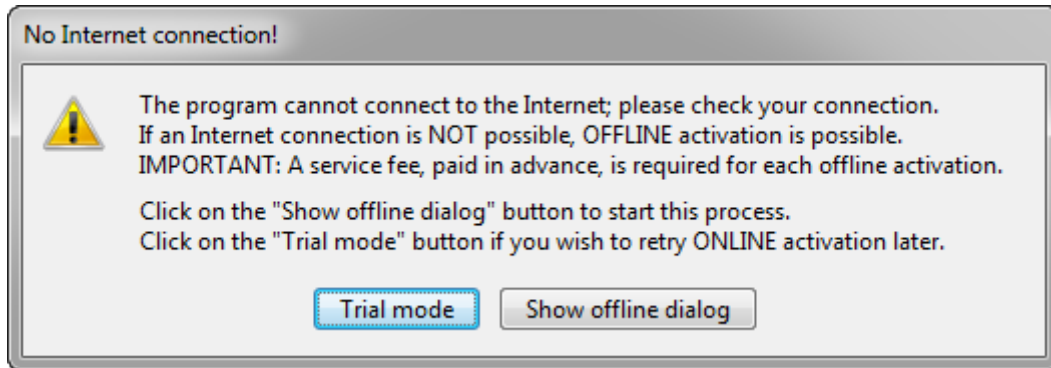 No Internet connection!
The program cannot connect to the Internet; please check your connection.
If an Internet connection is NOT possible, OFFLINE activation is possible.
IMPORTANT: A service fee, paid in advance, is required for each offline activation.
Click on the "Show offline dialog" button to start this process.
Click on the "Trial mode" button if you wish to retry ONLINE activation later.
Trial mode
Show offline dialog